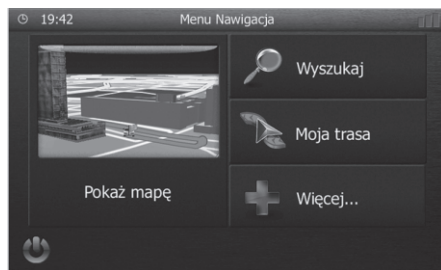 19:42 Menu Nawigacja
Wyszukaj
Moja trasa
Pokaż mapę
Więcej...